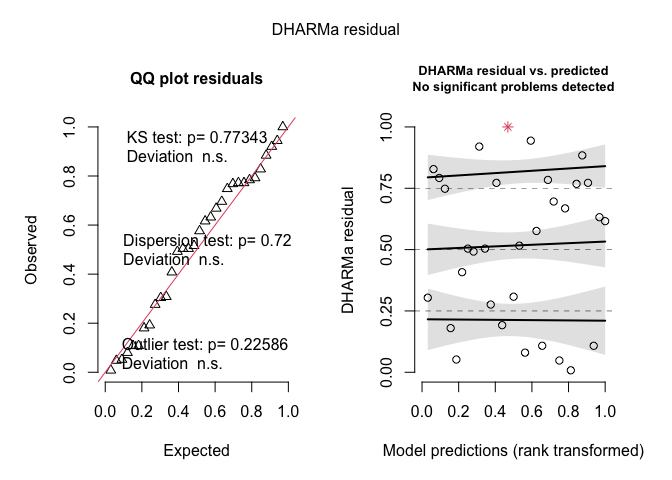 DHARMa residual
QQ plot residuals
KS test: p= 0.77343
Deviation n.s.
Dispersion test: p= 0.72
Deviation n.s.
Outlier test: p= 0.22586
Deviation n.s.
Observed
0.0 0.2 0.4 0.6 0.8 1.0
0.0 0.2 0.4 0.6 0.8 1.0
Expected
DHARMa residual vs. predicted
No significant problems detected
DHARMa residual
0.00 0.25 0.50 0.75 1.00
0.0 0.2 0.4 0.6 0.8 1.0
Model predictions (rank transformed)